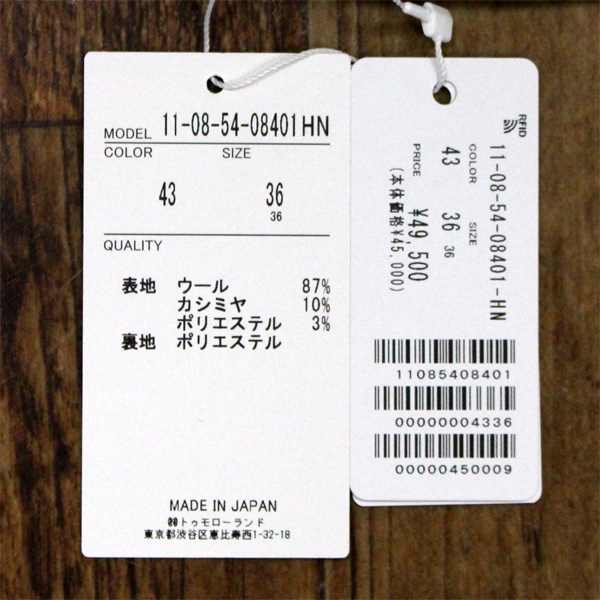 MODEL 11-08-54-08401HN
COLOR SIZE
43 36
36
QUALITY
表地 ウール 87%
カシミヤ 10%
ポリエステル 3%
裏地 ポリエステル
MADE IN JAPAN
トゥモローランド
東京都渋谷区恵比寿西1-32-18
RFID
11-08-54-08401-HN
COLOR SIZE
43 36 36
PRICE ¥49,500
(本体価格¥45,000)
11085408401
00000004336
00000450009